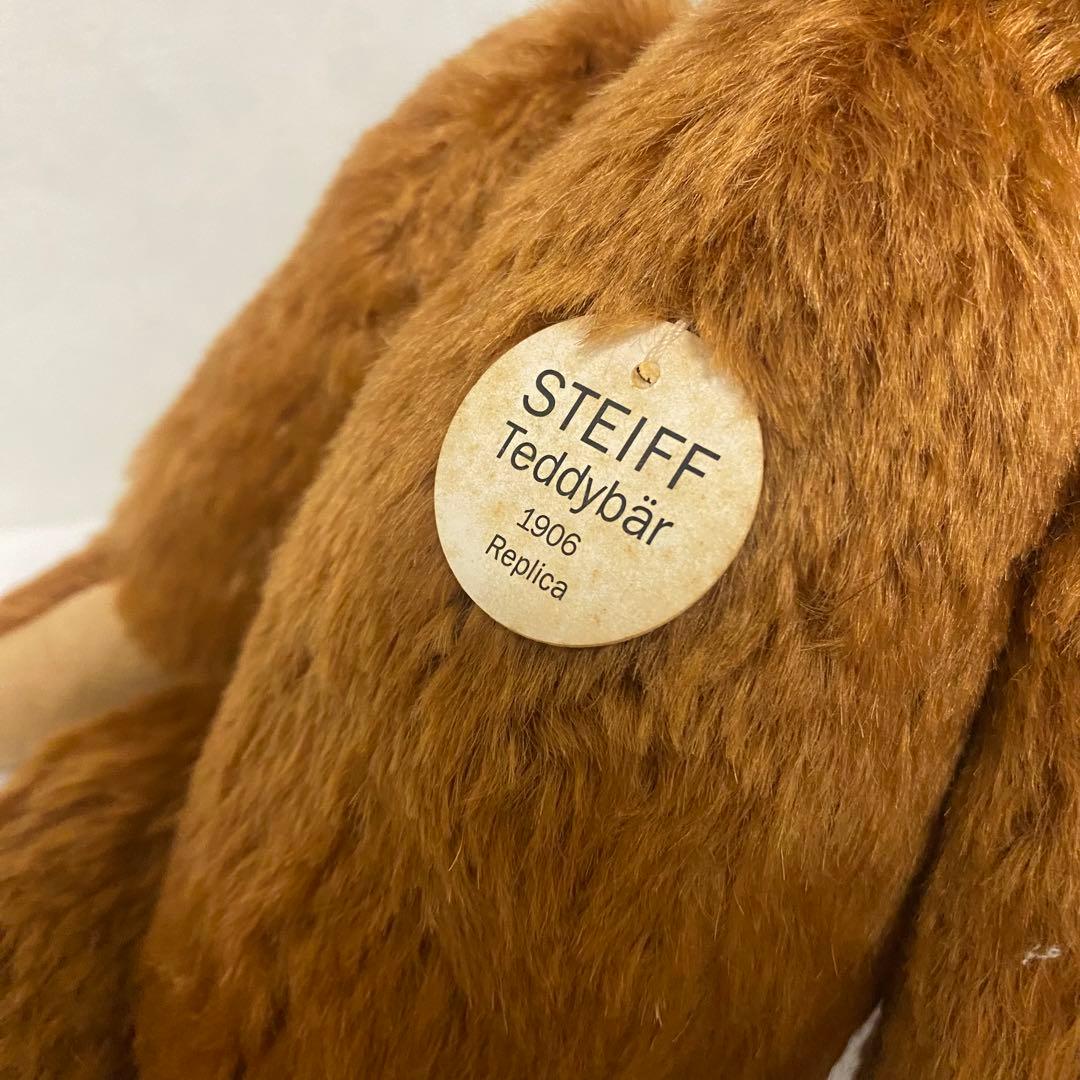 STEIFF
Teddybär
1906
Replica